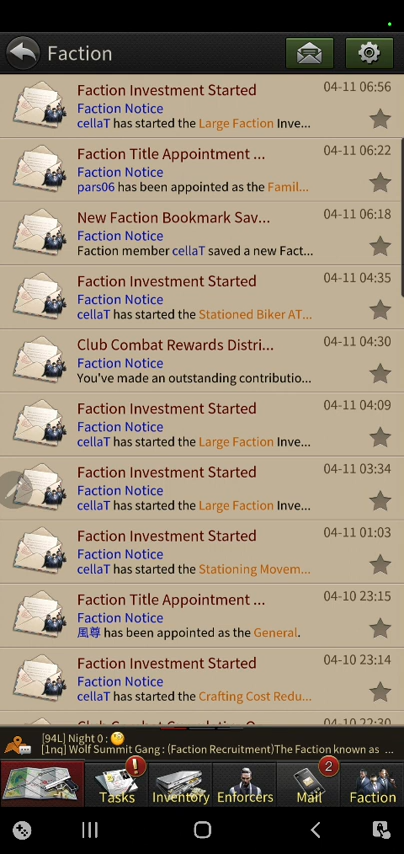 Faction
Faction Investment Started
04-11 06:56
Faction Notice
cellaT has started the Large Faction Inve...
Faction Title Appointment ...
04-11 06:22
Faction Notice
pars06 has been appointed as the Famil...
New Faction Bookmark Sav...
04-11 06:18
Faction Notice
Faction member cellaT saved a new Fact...
Faction Investment Started
04-11 04:35
Faction Notice
cellaT has started the Stationed Biker AT...
Club Combat Rewards Distri...
04-11 04:30
Faction Notice
You've made an outstanding contributio...
Faction Investment Started
04-11 04:09
Faction Notice
cellaT has started the Large Faction Inve...
Faction Investment Started
04-11 03:34
Faction Notice
cellaT has started the Large Faction Inve...
Faction Investment Started
04-11 01:03
Faction Notice
cellaT has started the Stationing Movem...
Faction Title Appointment ...
04-10 23:15
Faction Notice
風尊 has been appointed as the General.
Faction Investment Started
04-10 23:14
Faction Notice
cellaT has started the Crafting Cost Redu...
04-10 22:30
[94L] Night 0 : 🤔
[1nq] Wolf Summit Gang : (Faction Recruitment)The Faction known as ...
Tasks
Inventory
Enforcers
Mail
2
Faction